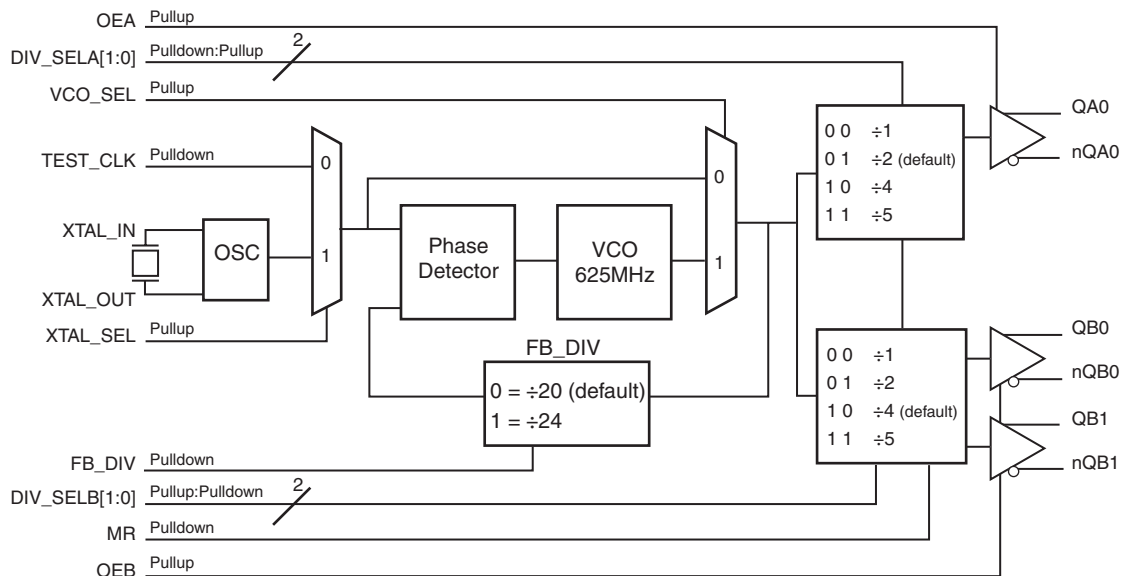 OEA Pullup
DIV_SELA[1:0] Pulldown:Pullup 2
VCO_SEL Pullup
TEST_CLK Pulldown
XTAL_IN
XTAL_OUT
XTAL_SEL Pullup
OSC
0
1
Phase
Detector
VCO
625MHz
0
1
FB_DIV
0 = ÷20 (default)
1 = ÷24
0 0 ÷1
0 1 ÷2 (default)
1 0 ÷4
1 1 ÷5
QA0
nQA0
0 0 ÷1
0 1 ÷2
1 0 ÷4 (default)
1 1 ÷5
QB0
nQB0
QB1
nQB1
FB_DIV Pulldown
DIV_SELB[1:0] Pullup:Pulldown 2
MR Pulldown
OEB Pullup